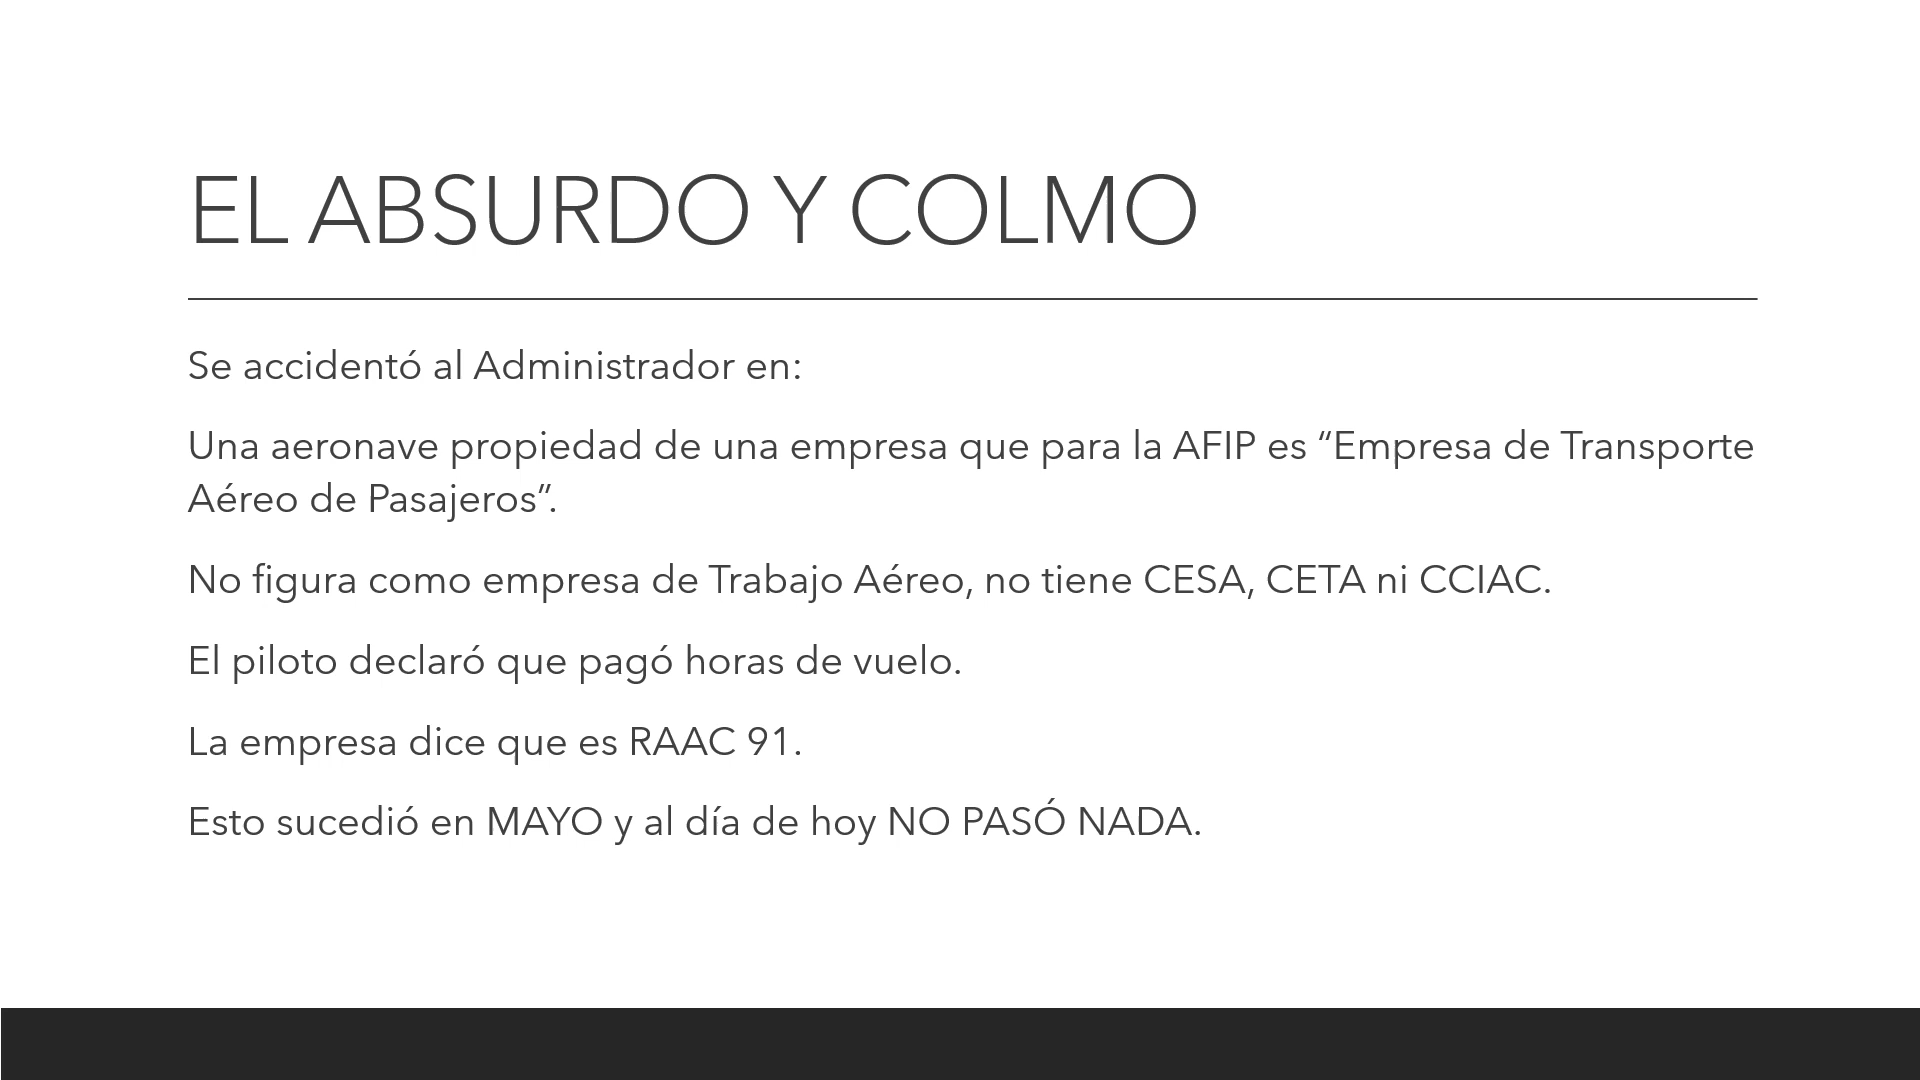 EL ABSURDO Y COLMO
Se accidentó al Administrador en:
Una aeronave propiedad de una empresa que para la AFIP es “Empresa de Transporte
Aéreo de Pasajeros”.
No figura como empresa de Trabajo Aéreo, no tiene CESA, CETA ni CCIAC.
El piloto declaró que pagó horas de vuelo.
La empresa dice que es RAAC 91.
Esto sucedió en MAYO y al día de hoy NO PASÓ NADA.